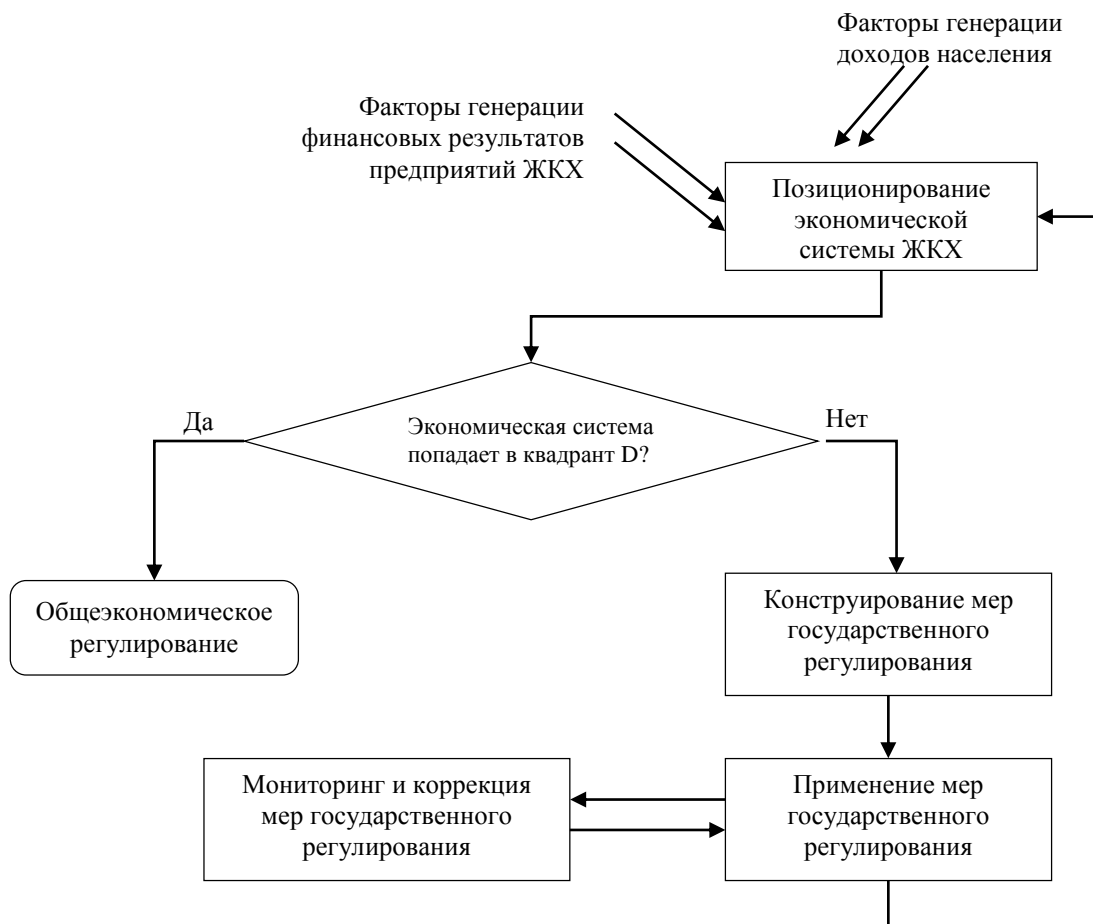 Факторы генерации
доходов населения
Факторы генерации
финансовых результатов
предприятий ЖКХ
Позиционирование
экономической
системы ЖКХ
Да
Нет
Экономическая система
попадает в квадрант D?
Общеэкономическое
регулирование
Конструирование мер
государственного
регулирования
Мониторинг и коррекция
мер государственного
регулирования
Применение мер
государственного
регулирования